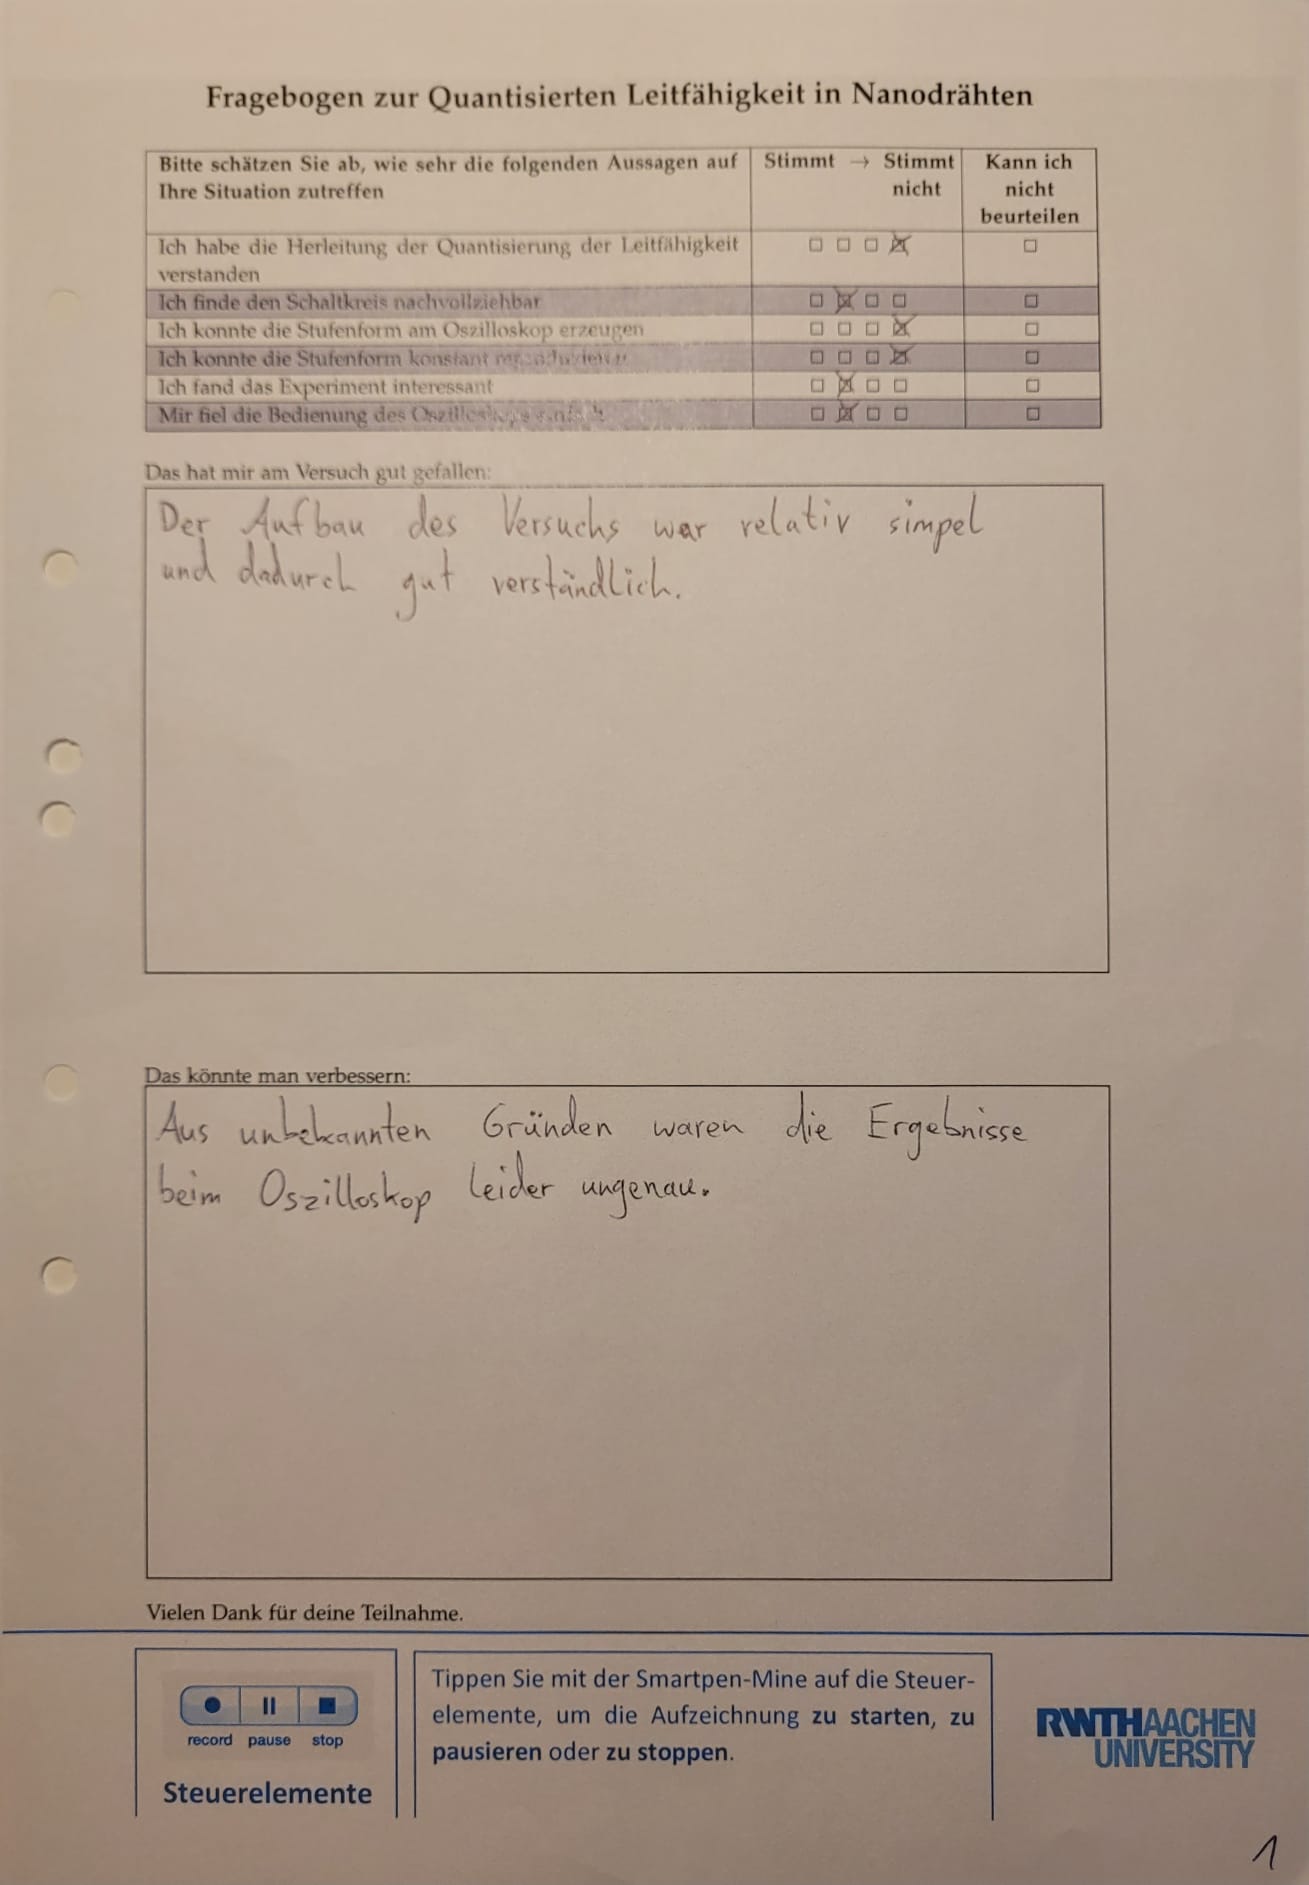 Fragebogen zur Quantisierten Leitfähigkeit in Nanodrähten
Bitte schätzen Sie ab, wie sehr die folgenden Aussagen auf
Ihre Situation zutreffen
Stimmt → Stimmt
nicht
Kann ich
nicht
beurteilen
Ich habe die Herleitung der Quantisierung der Leitfähigkeit
verstanden
Ich finde den Schaltkreis nachvollziehbar
Ich konnte die Stufenform am Oszilloskop erzeugen
Ich konnte die Stufenform konstant
Ich fand das Experiment interessant
Mir fiel die Bedienung des Oszilloskops
Das hat mir am Versuch gut gefallen:
Der Aufbau des Versuchs war relativ simpel
und dadurch gut verständlich.
Das könnte man verbessern:
Aus unbekannten Gründen waren die Ergebnisse
beim Oszilloskop leider ungenau.
Vielen Dank für deine Teilnahme.
record pause stop
Steuerelemente
Tippen Sie mit der Smartpen-Mine auf die Steuer-
elemente, um die Aufzeichnung zu starten, zu
pausieren oder zu stoppen.
RWTHAACHEN
UNIVERSITY
1